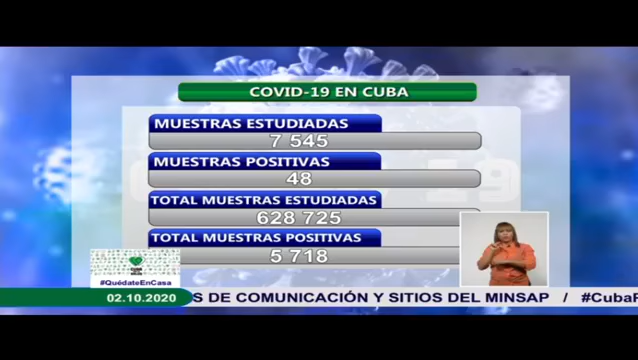 COVID-19 EN CUBA
MUESTRAS ESTUDIADAS
7 545
MUESTRAS POSITIVAS
48
TOTAL MUESTRAS ESTUDIADAS
628 725
TOTAL MUESTRAS POSITIVAS
5 718
#QuédateEnCasa
02.10.2020
S DE COMUNICACIÓN Y SITIOS DEL MINSAP / #Cuba